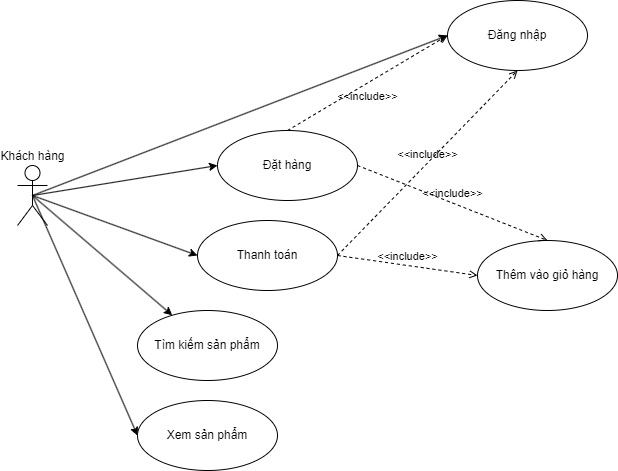 Đăng nhập
<<include>>
Khách hàng
Đặt hàng
<<include>>
<<include>>
Thanh toán
<<include>>
Thêm vào giỏ hàng
Tìm kiếm sản phẩm
Xem sản phẩm